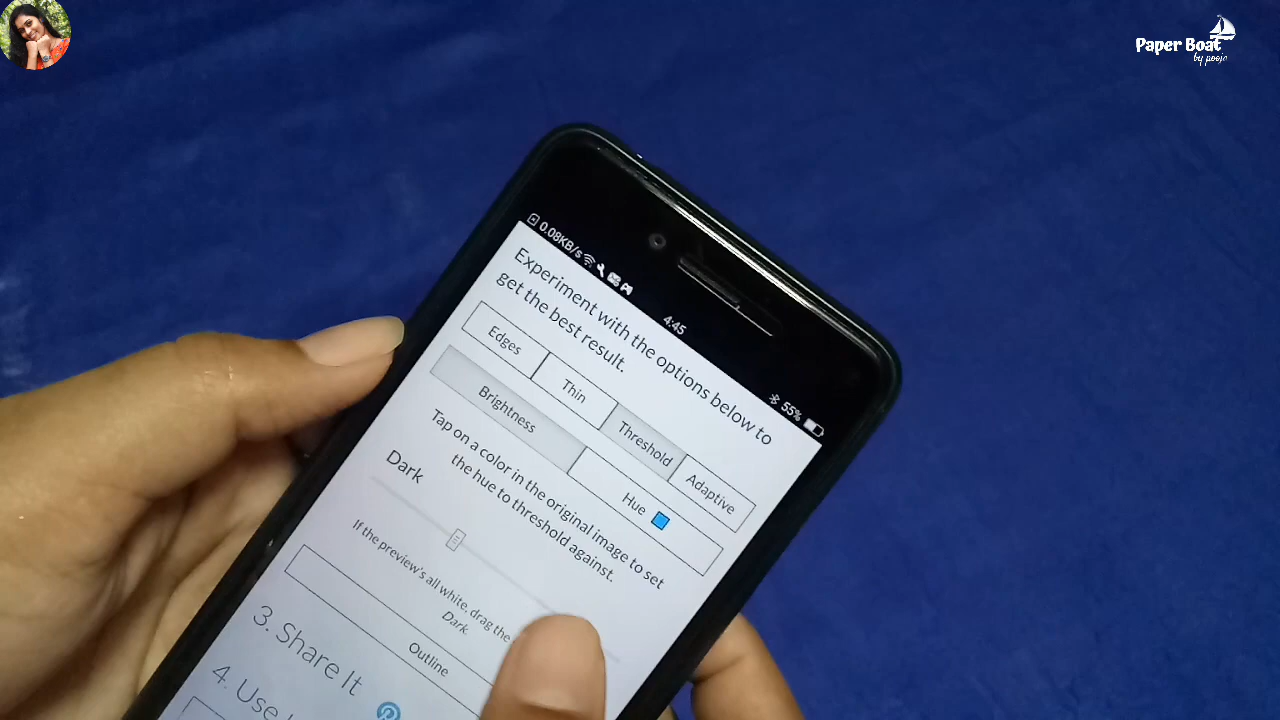 Paper Boat
by pooja
0.08KB/s
4:45
55%
Experiment with the options below to
get the best result.
Edges
Thin
Threshold
Adaptive
Brightness
Hue
Tap on a color in the original image to set
the hue to threshold against.
Dark
If the preview's all white, drag the
Dark.
Outline
3. Share It
4. Use